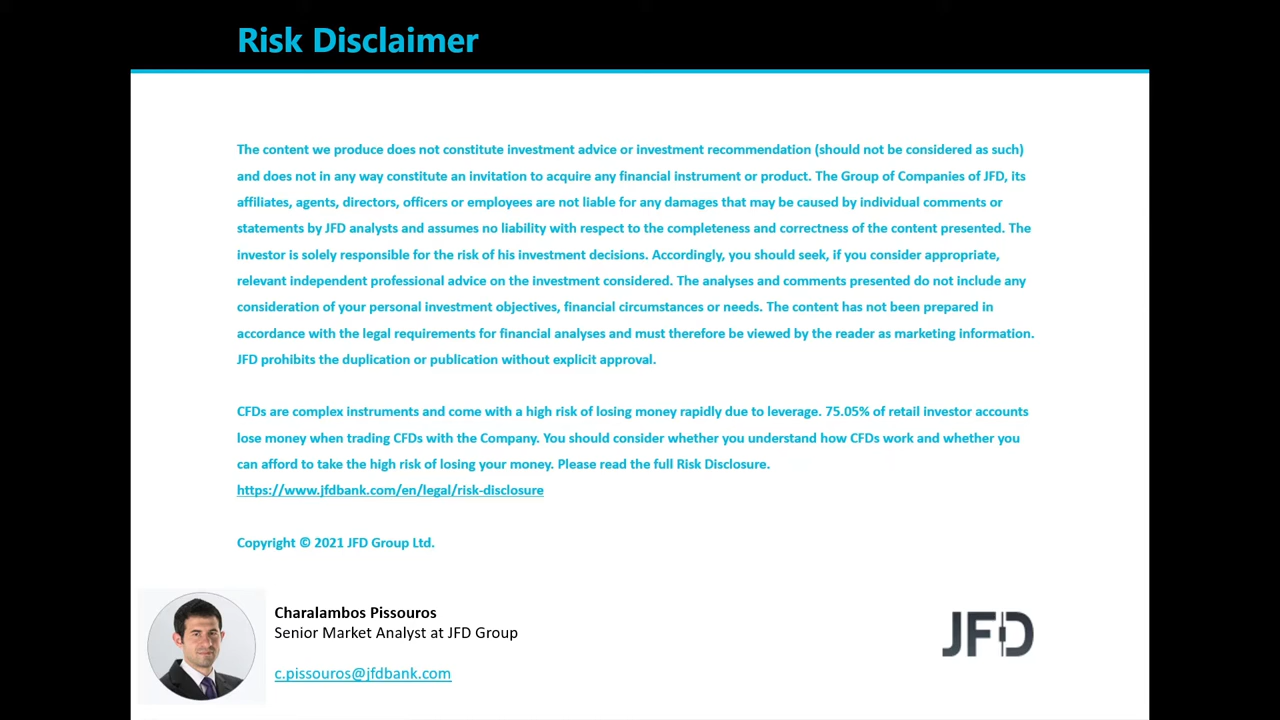 Risk Disclaimer
The content we produce does not constitute investment advice or investment recommendation (should not be considered as such)
and does not in any way constitute an invitation to acquire any financial instrument or product. The Group of Companies of JFD, its
affiliates, agents, directors, officers or employees are not liable for any damages that may be caused by individual comments or
statements by JFD analysts and assumes no liability with respect to the completeness and correctness of the content presented. The
investor is solely responsible for the risk of his investment decisions. Accordingly, you should seek, if you consider appropriate,
relevant independent professional advice on the investment considered. The analyses and comments presented do not include any
consideration of your personal investment objectives, financial circumstances or needs. The content has not been prepared in
accordance with the legal requirements for financial analyses and must therefore be viewed by the reader as marketing information.
JFD prohibits the duplication or publication without explicit approval.
CFDs are complex instruments and come with a high risk of losing money rapidly due to leverage. 75.05% of retail investor accounts
lose money when trading CFDs with the Company. You should consider whether you understand how CFDs work and whether you
can afford to take the high risk of losing your money. Please read the full Risk Disclosure.
https://www.jfdbank.com/en/legal/risk-disclosure
Copyright © 2021 JFD Group Ltd.
Charalambos Pissouros
Senior Market Analyst at JFD Group
c.pissouros@jfdbank.com
JFD